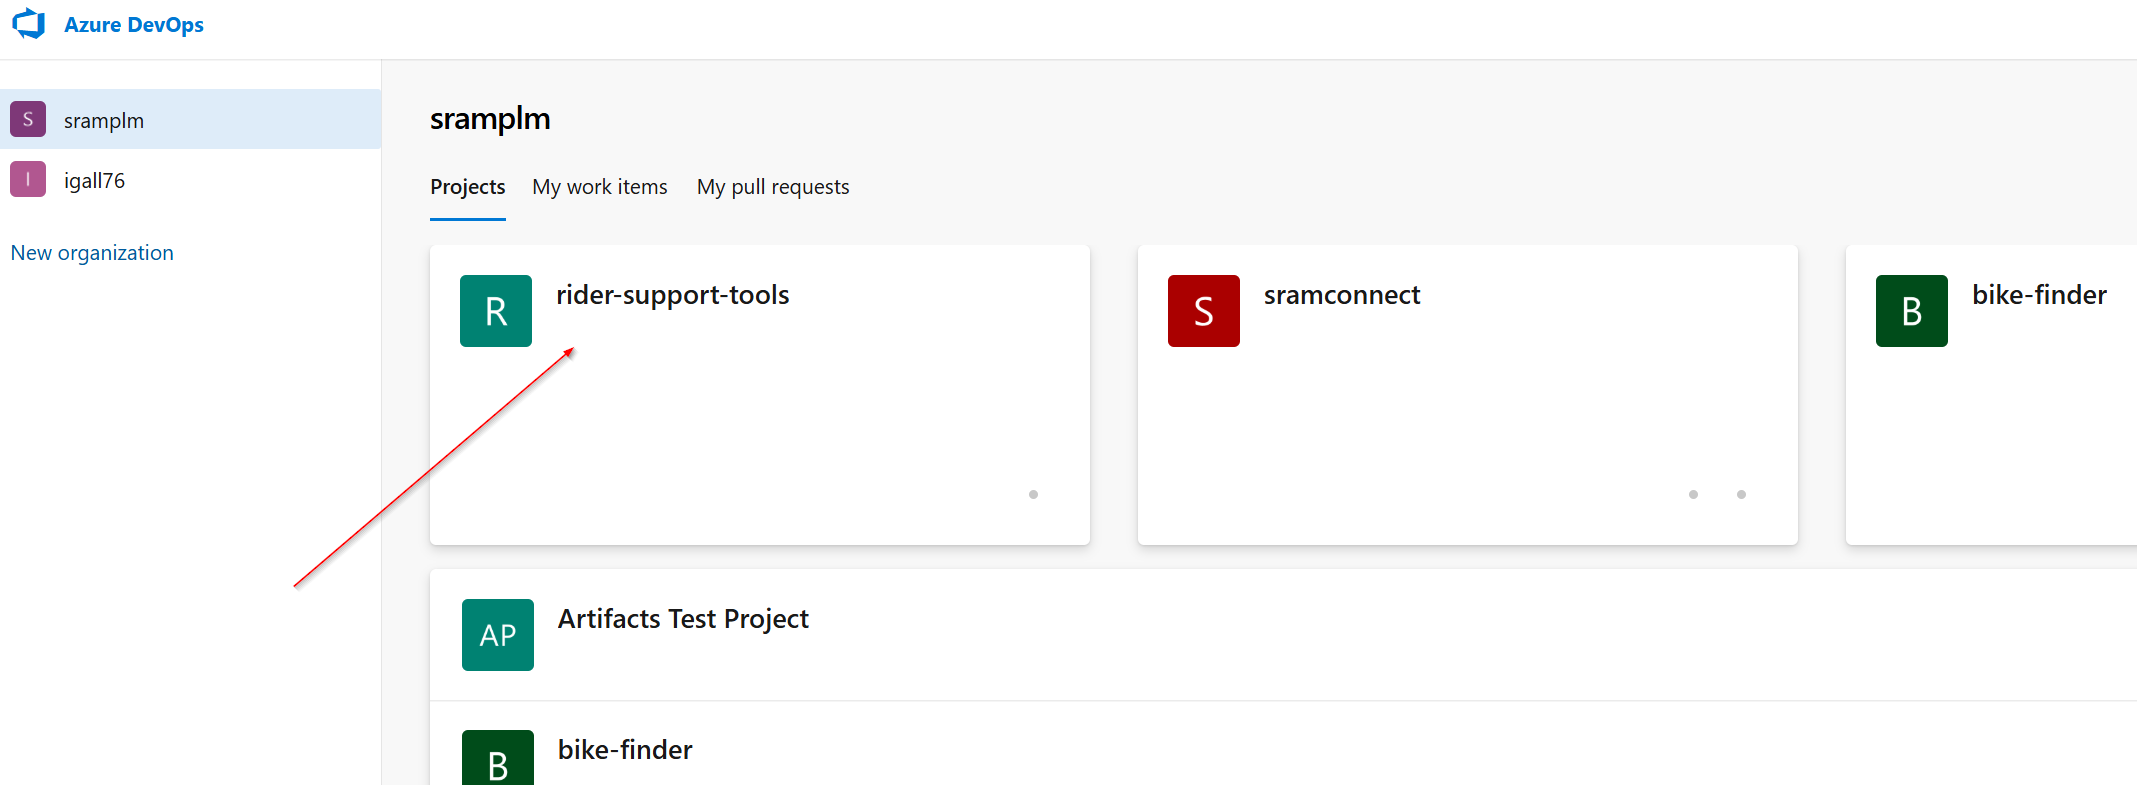 Azure DevOps
S sramplm
I igall76
New organization
sramplm
Projects My work items My pull requests
R rider-support-tools
S sramconnect
B bike-finder
AP Artifacts Test Project
B bike-finder